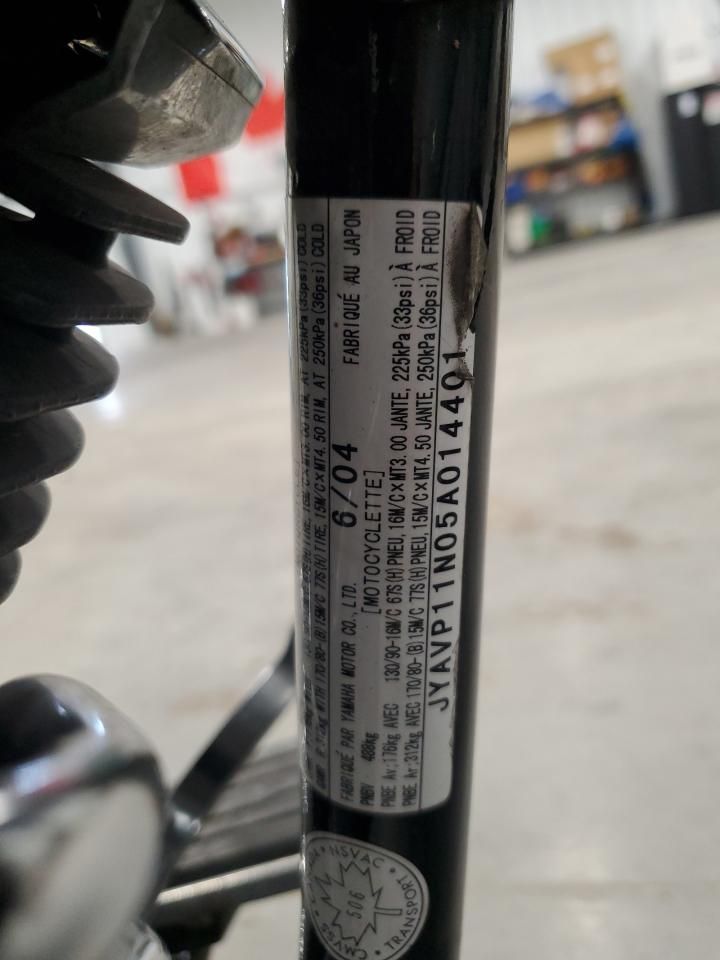 225kPa (33psi) COLD
RIM, AT 250kPa (36psi) COLD
FABRIQUÉ PAR YAMAHA MOTOR CO., LTD. 6/04 FABRIQUÉ AU JAPON
PNBV : 488kg [MOTOCYCLETTE]
PNBE Av;176kg AVEC 130/90-16M/C 67S(H)PNEU, 16M/C×MT3.00 JANTE, 225kPa(33psi)À FROID
PNBE Ar;312kg AVEC 170/80-(B)15M/C 77S(H)PNEU, 15M/C×MT4.50 JANTE, 250kPa(36psi)À FROID
JYAVP11N05A014401
NSVAC
506
CMVSS
TRANSPORT